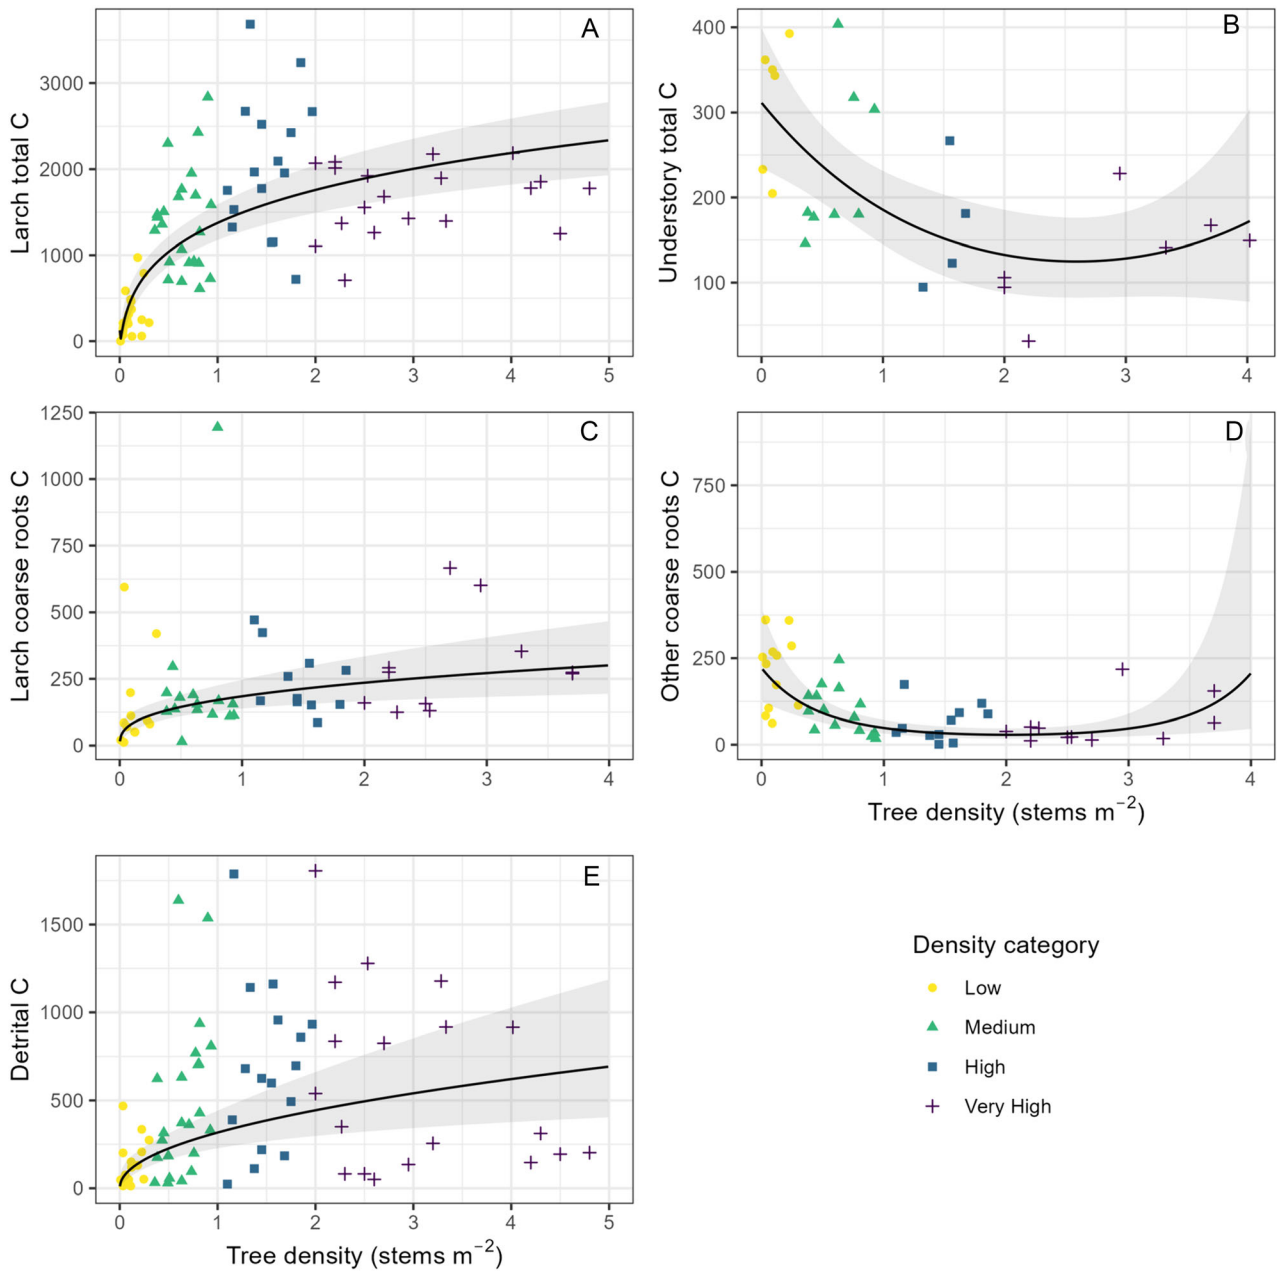 A
Larch total C
3000
2000
1000
0
0 1 2 3 4 5
B
Understory total C
400
300
200
100
0 1 2 3 4
C
Larch coarse roots C
1250
1000
750
500
250
0
0 1 2 3 4
D
Other coarse roots C
750
500
250
0
0 1 2 3 4
Tree density (stems m⁻²)
E
Detrital C
1500
1000
500
0
0 1 2 3 4 5
Tree density (stems m⁻²)
Density category
Low
Medium
High
Very High